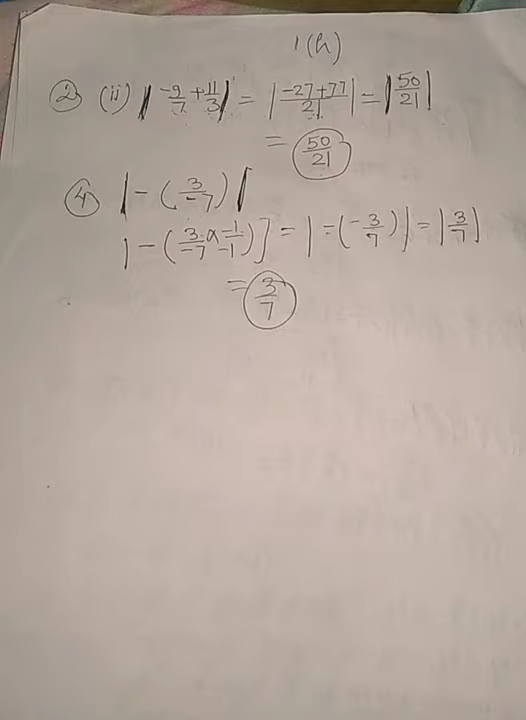 1(h)
② (ii) |-9/7 + 11/3| = |-27+77/21| = |50/21|
= 50/21
④ |-(3/-7)|
|-(3/-7 × -1/-1)] = |=(-3/7)| = |3/7|
= 3/7